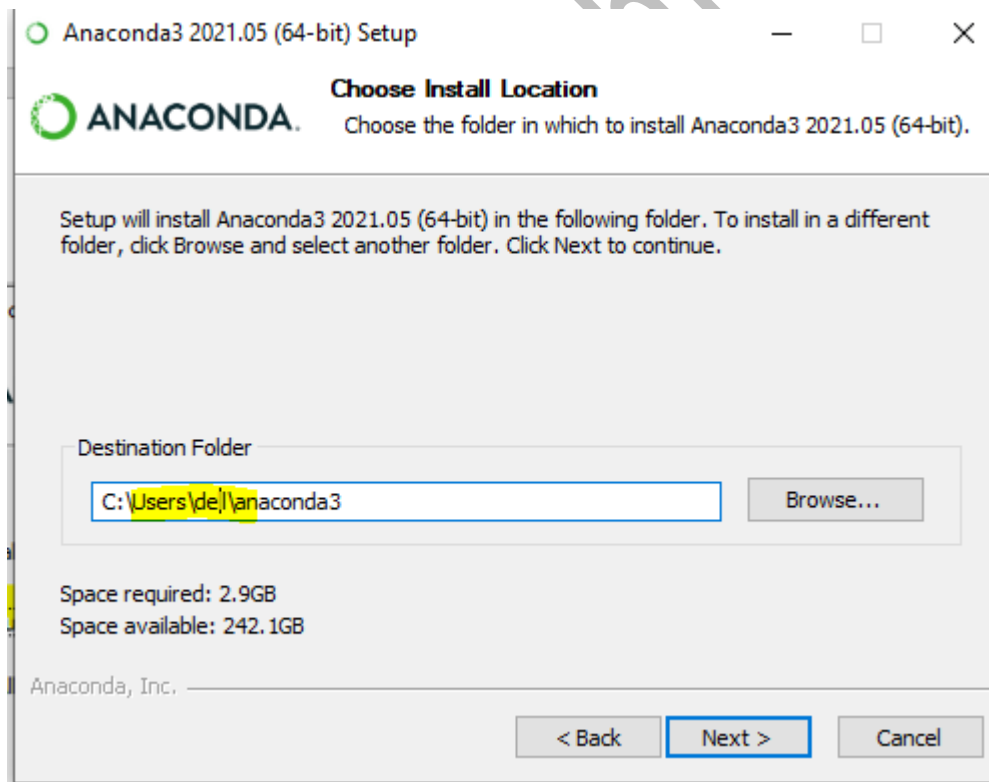 Anaconda3 2021.05 (64-bit) Setup
ANACONDA.
Choose Install Location
Choose the folder in which to install Anaconda3 2021.05 (64-bit).
Setup will install Anaconda3 2021.05 (64-bit) in the following folder. To install in a different
folder, click Browse and select another folder. Click Next to continue.
Destination Folder
C:\Users\dell\anaconda3
Browse...
Space required: 2.9GB
Space available: 242.1GB
Anaconda, Inc.
< Back
Next >
Cancel